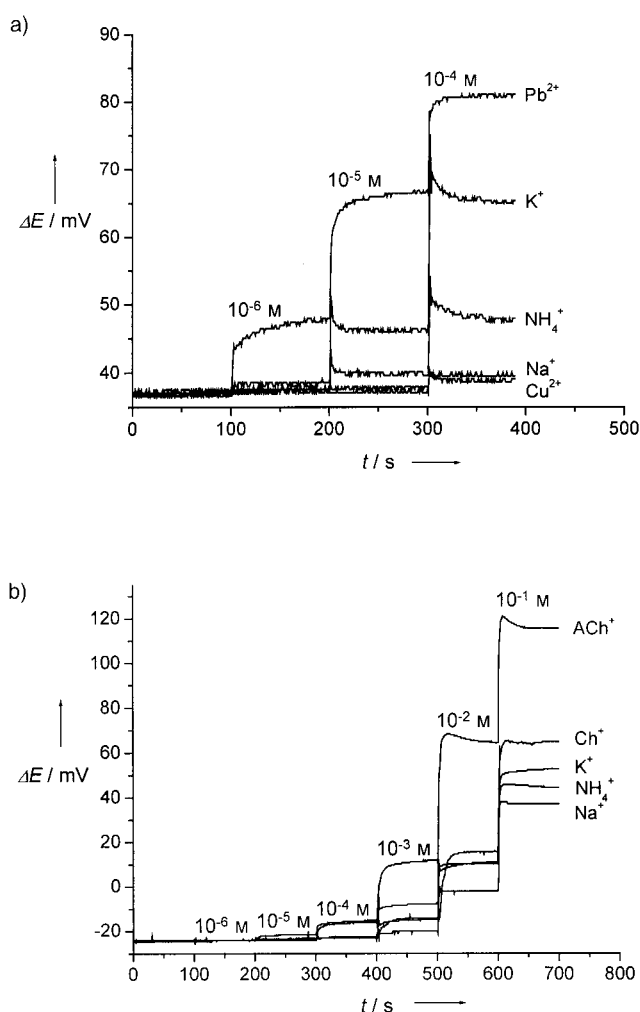 a)
90
80
70
60
50
40
ΔE / mV
10⁻⁶ M
10⁻⁵ M
10⁻⁴ M
Pb²⁺
K⁺
NH₄⁺
Na⁺
Cu²⁺
0 100 200 300 400 500
t / s
b)
120
100
80
60
40
20
0
-20
ΔE / mV
10⁻⁶ M
10⁻⁵ M
10⁻⁴ M
10⁻³ M
10⁻² M
10⁻¹ M
ACh⁺
Ch⁺
K⁺
NH₄⁺
Na⁺
0 100 200 300 400 500 600 700 800
t / s